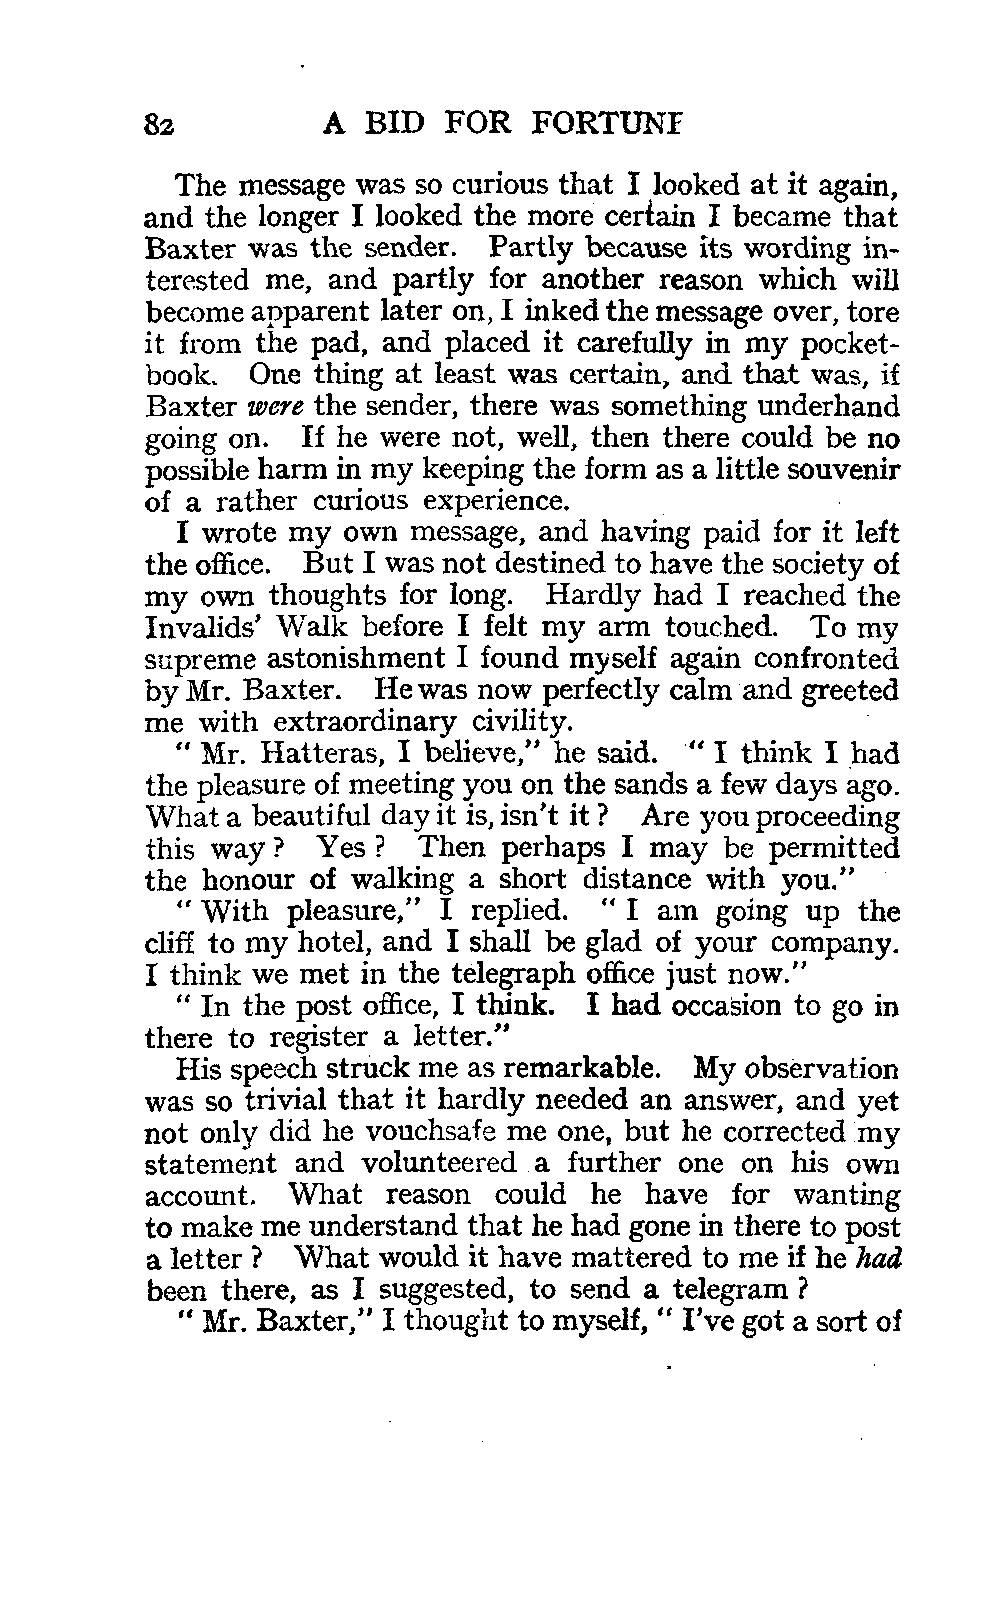 82 A BID FOR FORTUNE
The message was so curious that I looked at it again,
and the longer I looked the more certain I became that
Baxter was the sender. Partly because its wording in-
terested me, and partly for another reason which will
become apparent later on, I inked the message over, tore
it from the pad, and placed it carefully in my pocket-
book. One thing at least was certain, and that was, if
Baxter were the sender, there was something underhand
going on. If he were not, well, then there could be no
possible harm in my keeping the form as a little souvenir
of a rather curious experience.
I wrote my own message, and having paid for it left
the office. But I was not destined to have the society of
my own thoughts for long. Hardly had I reached the
Invalids' Walk before I felt my arm touched. To my
supreme astonishment I found myself again confronted
by Mr. Baxter. He was now perfectly calm and greeted
me with extraordinary civility.
" Mr. Hatteras, I believe," he said. " I think I had
the pleasure of meeting you on the sands a few days ago.
What a beautiful day it is, isn't it ? Are you proceeding
this way ? Yes ? Then perhaps I may be permitted
the honour of walking a short distance with you."
" With pleasure," I replied. " I am going up the
cliff to my hotel, and I shall be glad of your company.
I think we met in the telegraph office just now."
" In the post office, I think. I had occasion to go in
there to register a letter."
His speech struck me as remarkable. My observation
was so trivial that it hardly needed an answer, and yet
not only did he vouchsafe me one, but he corrected my
statement and volunteered a further one on his own
account. What reason could he have for wanting
to make me understand that he had gone in there to post
a letter ? What would it have mattered to me if he had
been there, as I suggested, to send a telegram ?
" Mr. Baxter," I thought to myself, " I've got a sort of